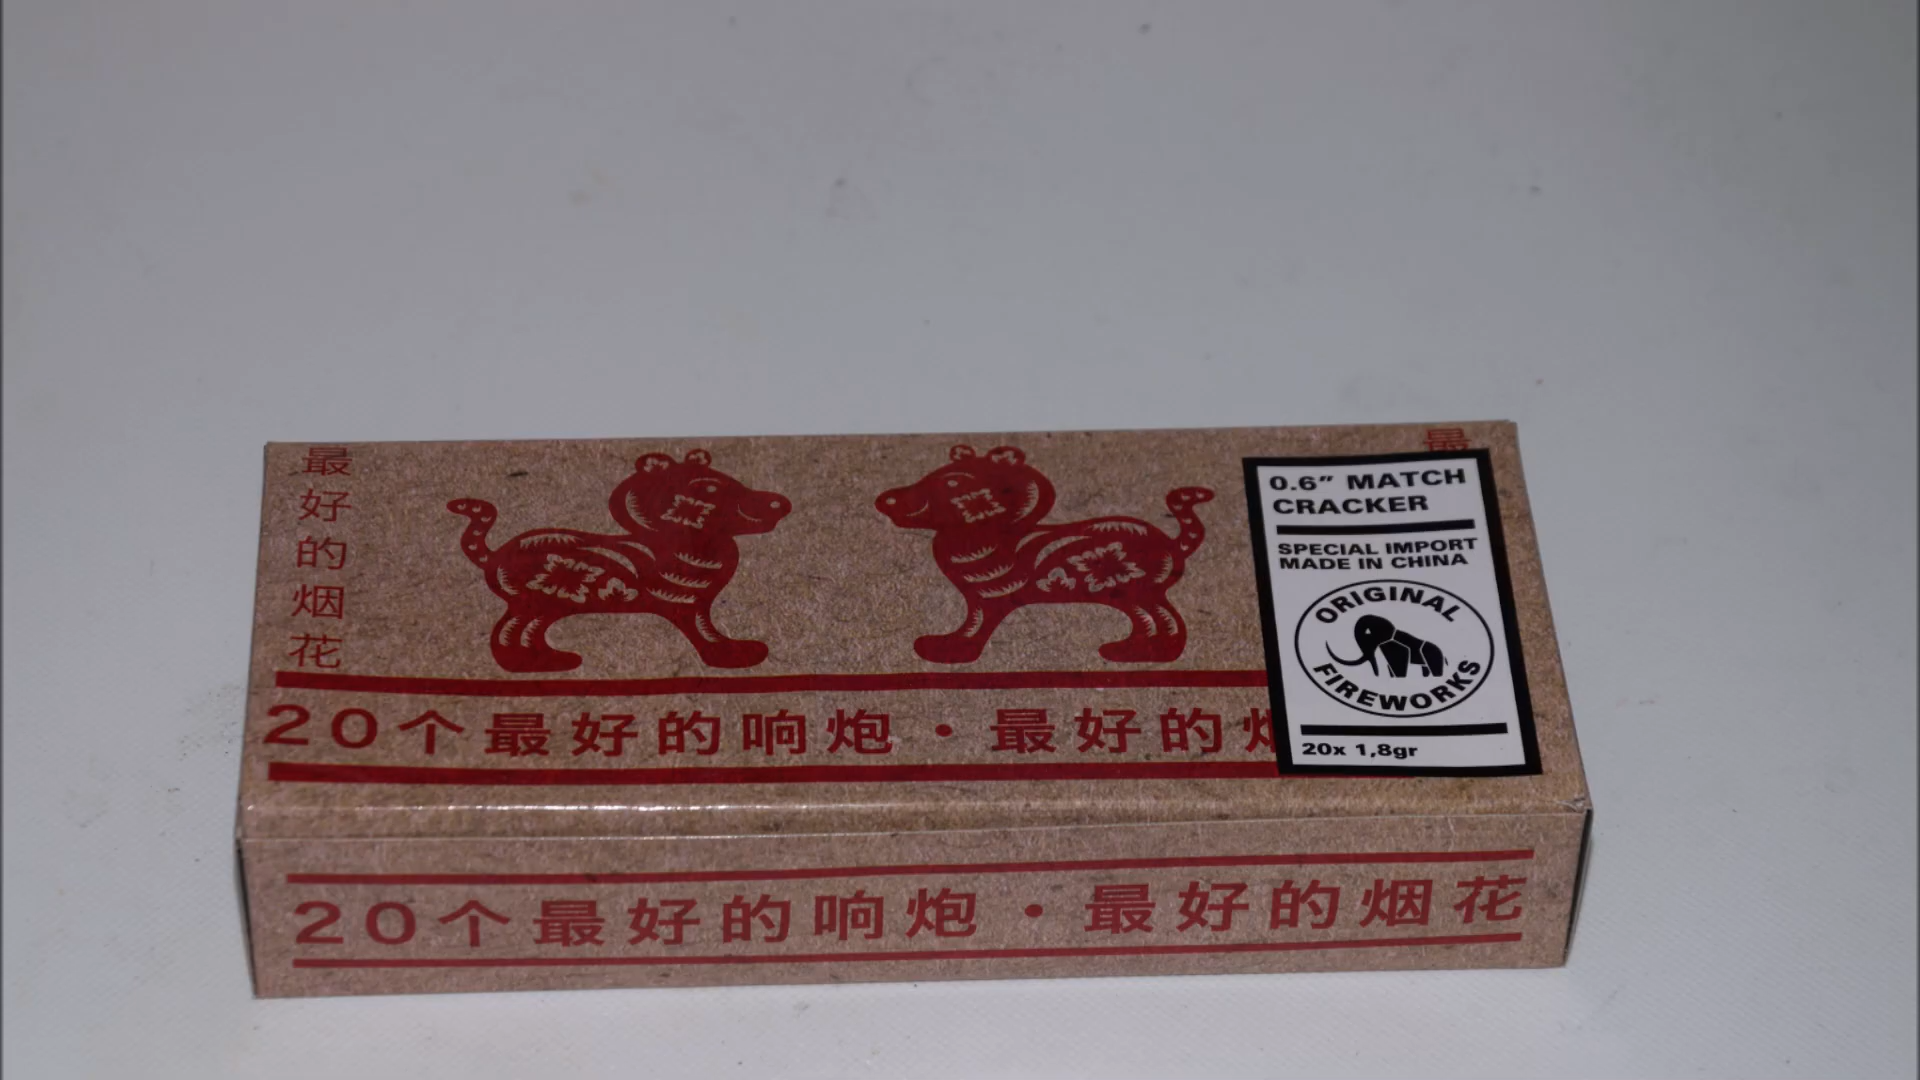 最好的烟花
最
20个最好的响炮·最好的烟
0.6” MATCH
CRACKER
SPECIAL IMPORT
MADE IN CHINA
ORIGINAL
FIREWORKS
20x 1,8gr
20个最好的响炮·最好的烟花